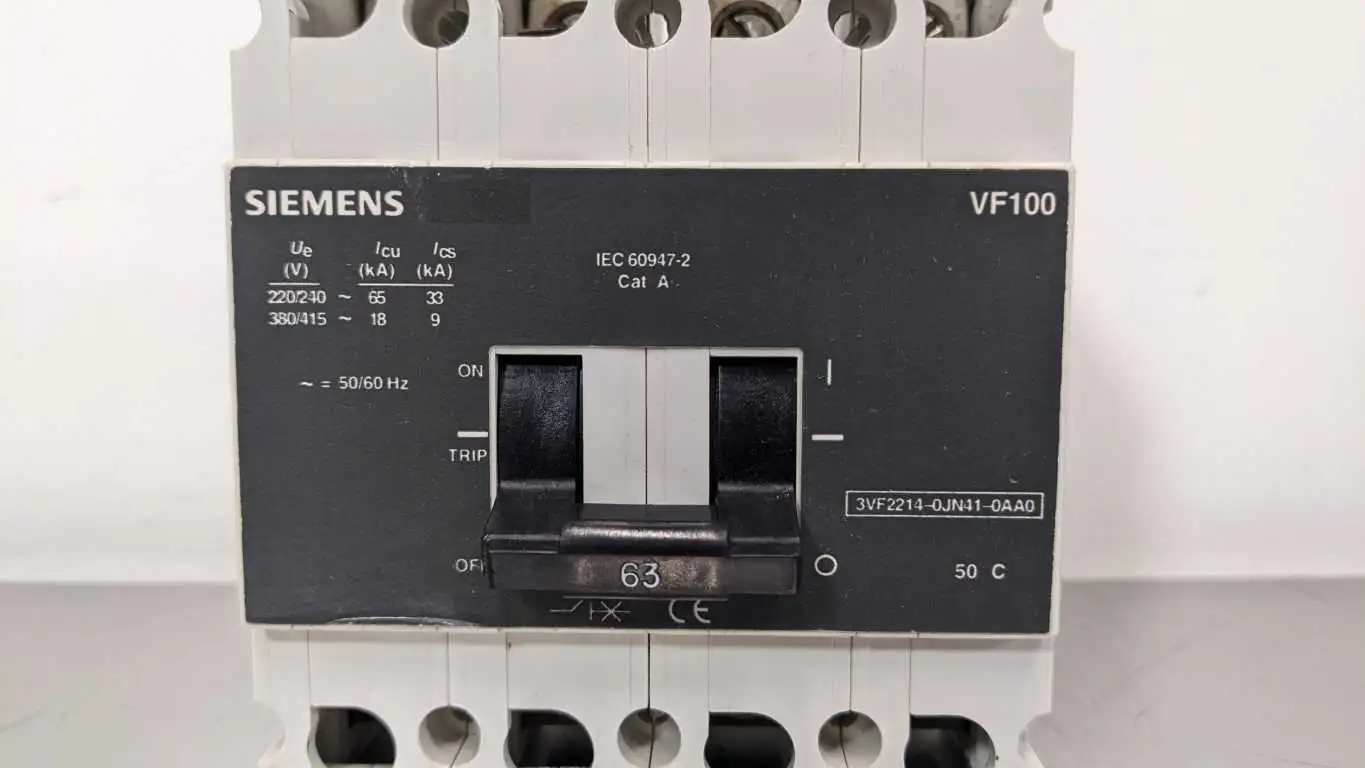 SIEMENS
VF100
Ue Icu Ics
(V) (kA) (kA)
220/240 ~ 65 33
380/415 ~ 18 9
IEC 60947-2
Cat A
~ = 50/60 Hz
ON
|
TRIP
3VF2214-0JN41-0AA0
OF
O
50 C
63
CE